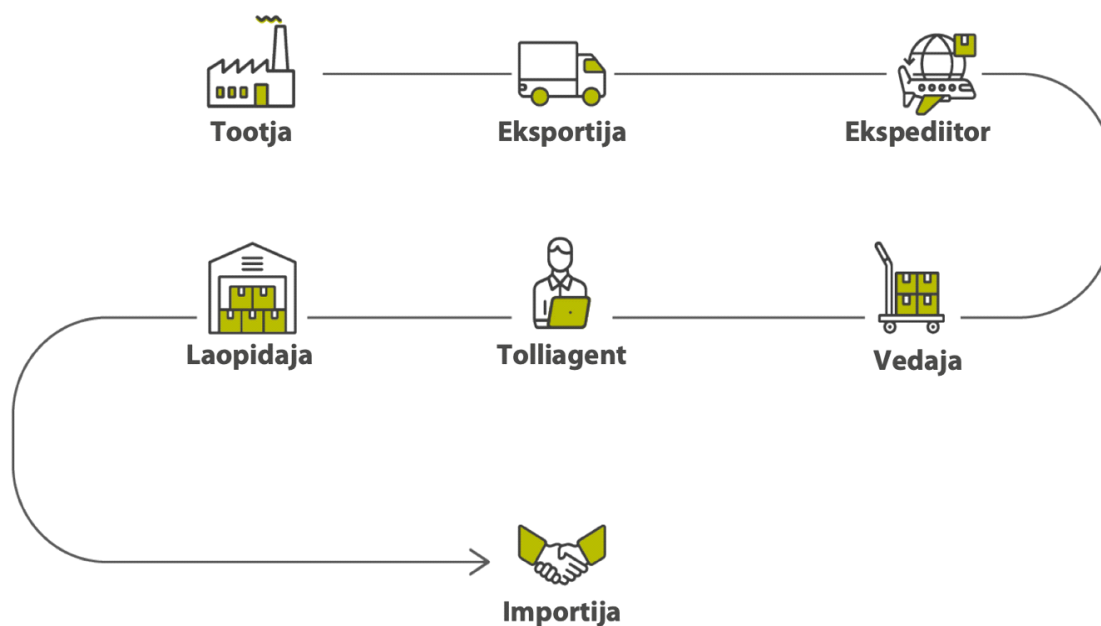 Tootja
Eksportija
Ekspediitor
Vedaja
Tolliagent
Laopidaja
Importija